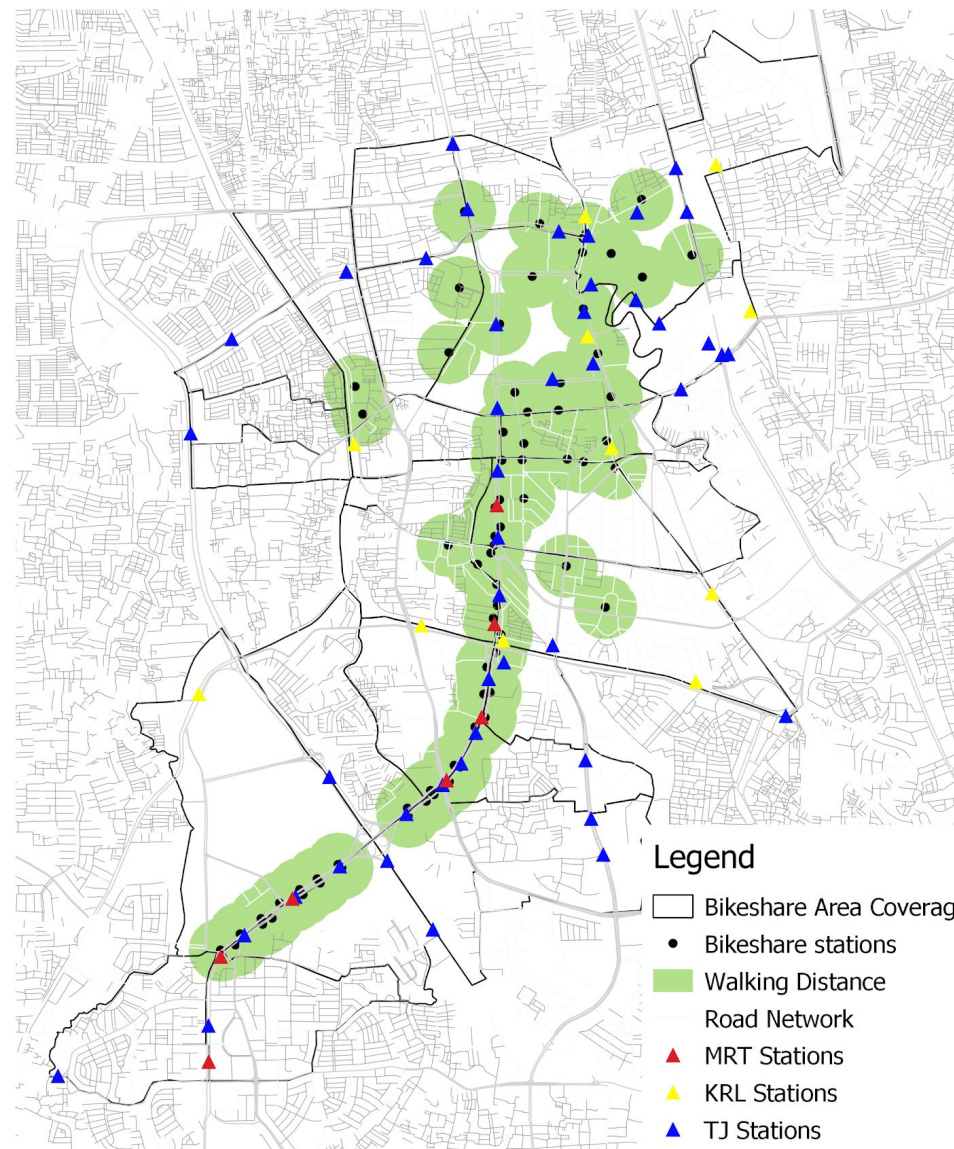 Legend
Bikeshare Area Coverag
Bikeshare stations
Walking Distance
Road Network
MRT Stations
KRL Stations
TJ Stations